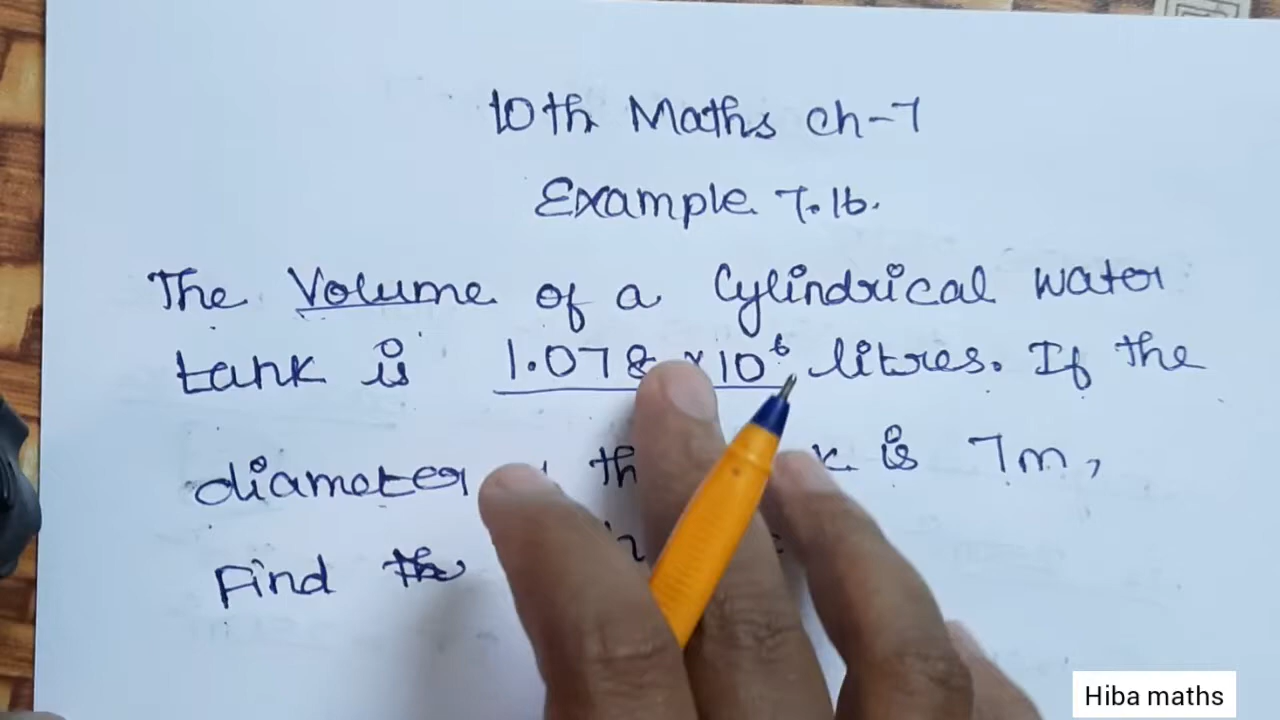 10th Maths ch-7
Example 7.16.
The Volume of a Cylindrical water
tank is 1.078 ×10⁶ litres. If the
diameter is 7m,
Find the
Hiba maths